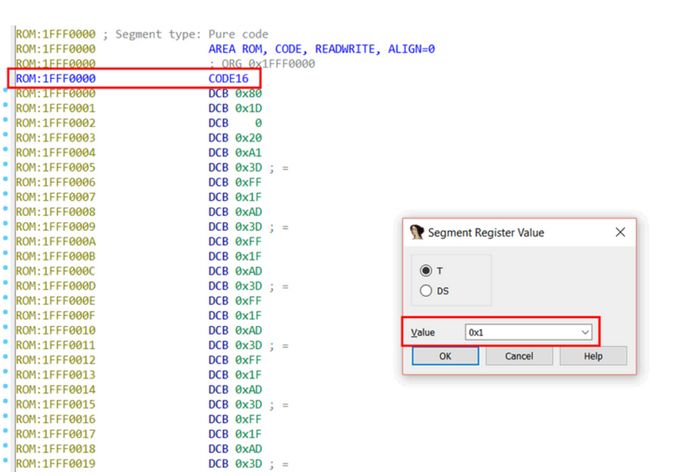 ROM:1FFF0000 ; Segment type: Pure code
ROM:1FFF0000 AREA ROM, CODE, READWRITE, ALIGN=0
ROM:1FFF0000 ; ORG 0x1FFF0000
ROM:1FFF0000 CODE16
ROM:1FFF0000 DCB 0x80
ROM:1FFF0001 DCB 0x1D
ROM:1FFF0002 DCB 0
ROM:1FFF0003 DCB 0x20
ROM:1FFF0004 DCB 0xA1
ROM:1FFF0005 DCB 0x3D ; =
ROM:1FFF0006 DCB 0xFF
ROM:1FFF0007 DCB 0x1F
ROM:1FFF0008 DCB 0xAD
ROM:1FFF0009 DCB 0x3D ; =
ROM:1FFF000A DCB 0xFF
ROM:1FFF000B DCB 0x1F
ROM:1FFF000C DCB 0xAD
ROM:1FFF000D DCB 0x3D ; =
ROM:1FFF000E DCB 0xFF
ROM:1FFF000F DCB 0x1F
ROM:1FFF0010 DCB 0xAD
ROM:1FFF0011 DCB 0x3D ; =
ROM:1FFF0012 DCB 0xFF
ROM:1FFF0013 DCB 0x1F
ROM:1FFF0014 DCB 0xAD
ROM:1FFF0015 DCB 0x3D ; =
ROM:1FFF0016 DCB 0xFF
ROM:1FFF0017 DCB 0x1F
ROM:1FFF0018 DCB 0xAD
ROM:1FFF0019 DCB 0x3D ; =
Segment Register Value
T
DS
Value 0x1
OK Cancel Help